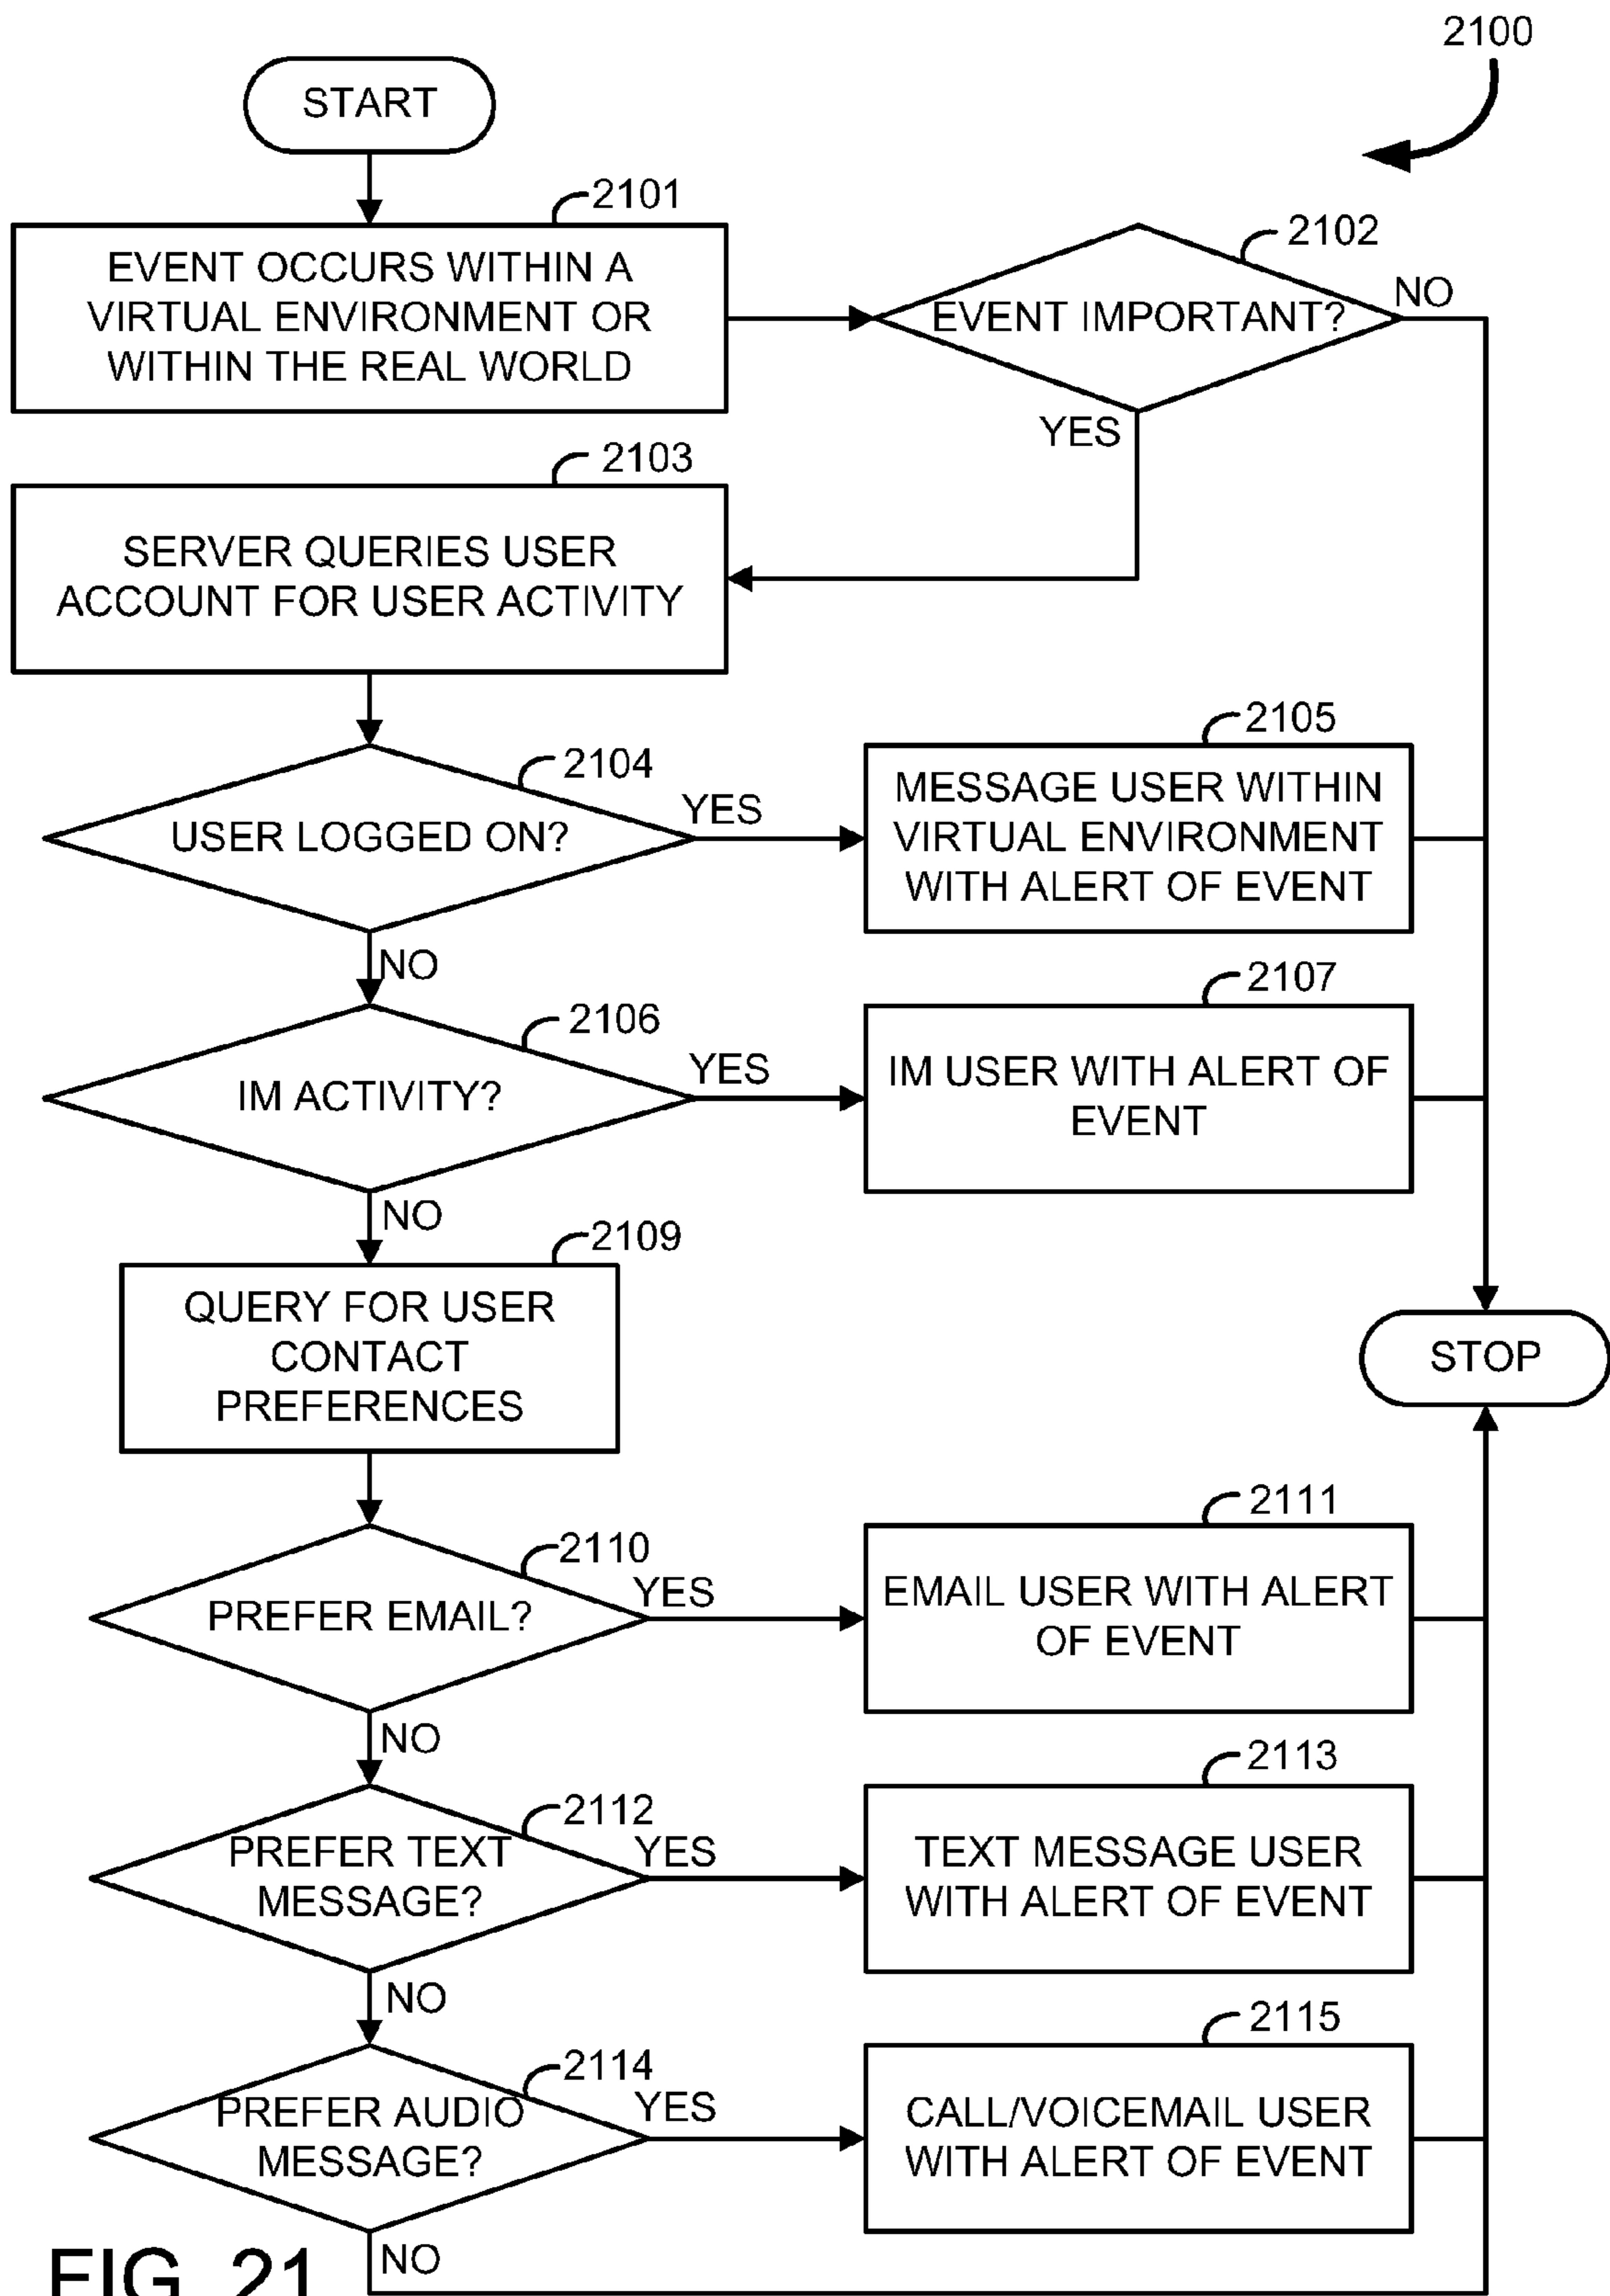 2100
START
2101
EVENT OCCURS WITHIN A
VIRTUAL ENVIRONMENT OR
WITHIN THE REAL WORLD
2102
EVENT IMPORTANT?
NO
YES
2103
SERVER QUERIES USER
ACCOUNT FOR USER ACTIVITY
2104
USER LOGGED ON?
YES
NO
2105
MESSAGE USER WITHIN
VIRTUAL ENVIRONMENT
WITH ALERT OF EVENT
2106
IM ACTIVITY?
YES
NO
2107
IM USER WITH ALERT OF
EVENT
2109
QUERY FOR USER
CONTACT
PREFERENCES
STOP
2110
PREFER EMAIL?
YES
NO
2111
EMAIL USER WITH ALERT
OF EVENT
2112
PREFER TEXT
MESSAGE?
YES
NO
2113
TEXT MESSAGE USER
WITH ALERT OF EVENT
2114
PREFER AUDIO
MESSAGE?
YES
NO
2115
CALL/VOICEMAIL USER
WITH ALERT OF EVENT
FIG. 21